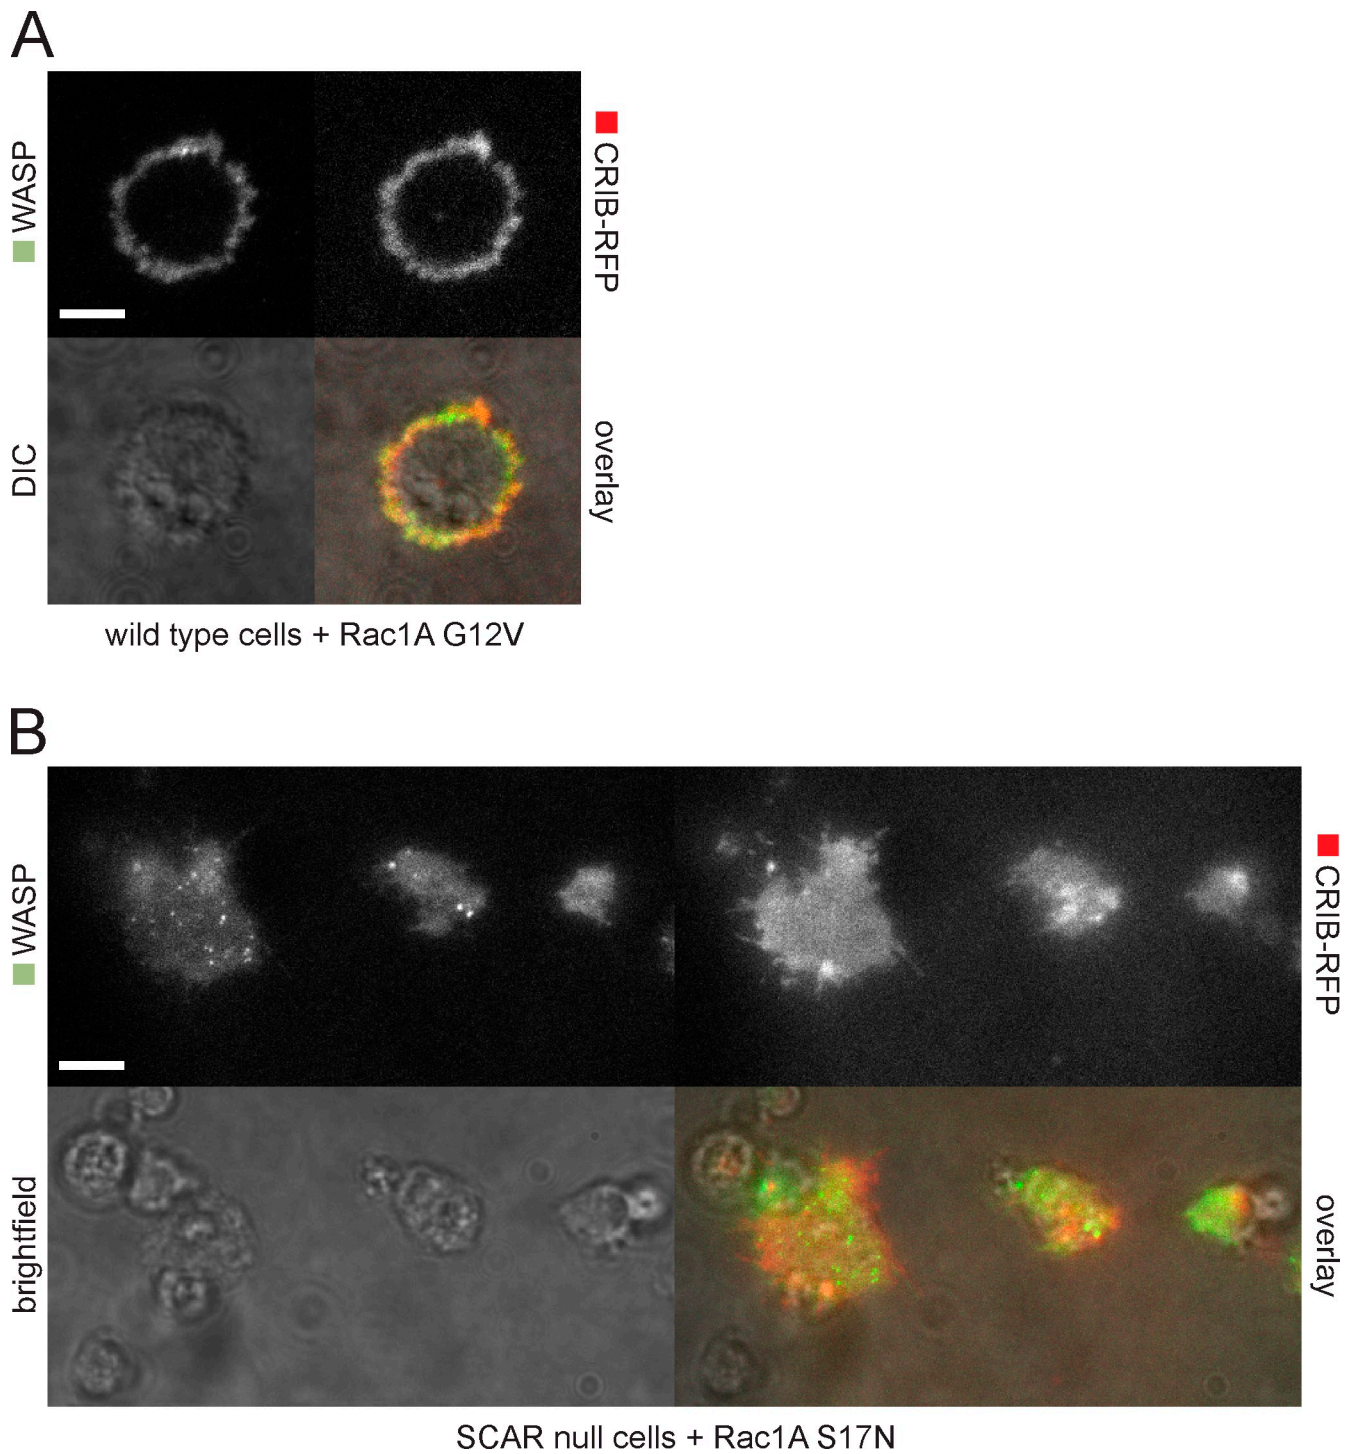 A
WASP
CRIB-RFP
DIC
overlay
wild type cells + Rac1A G12V
B
WASP
CRIB-RFP
brightfield
overlay
SCAR null cells + Rac1A S17N